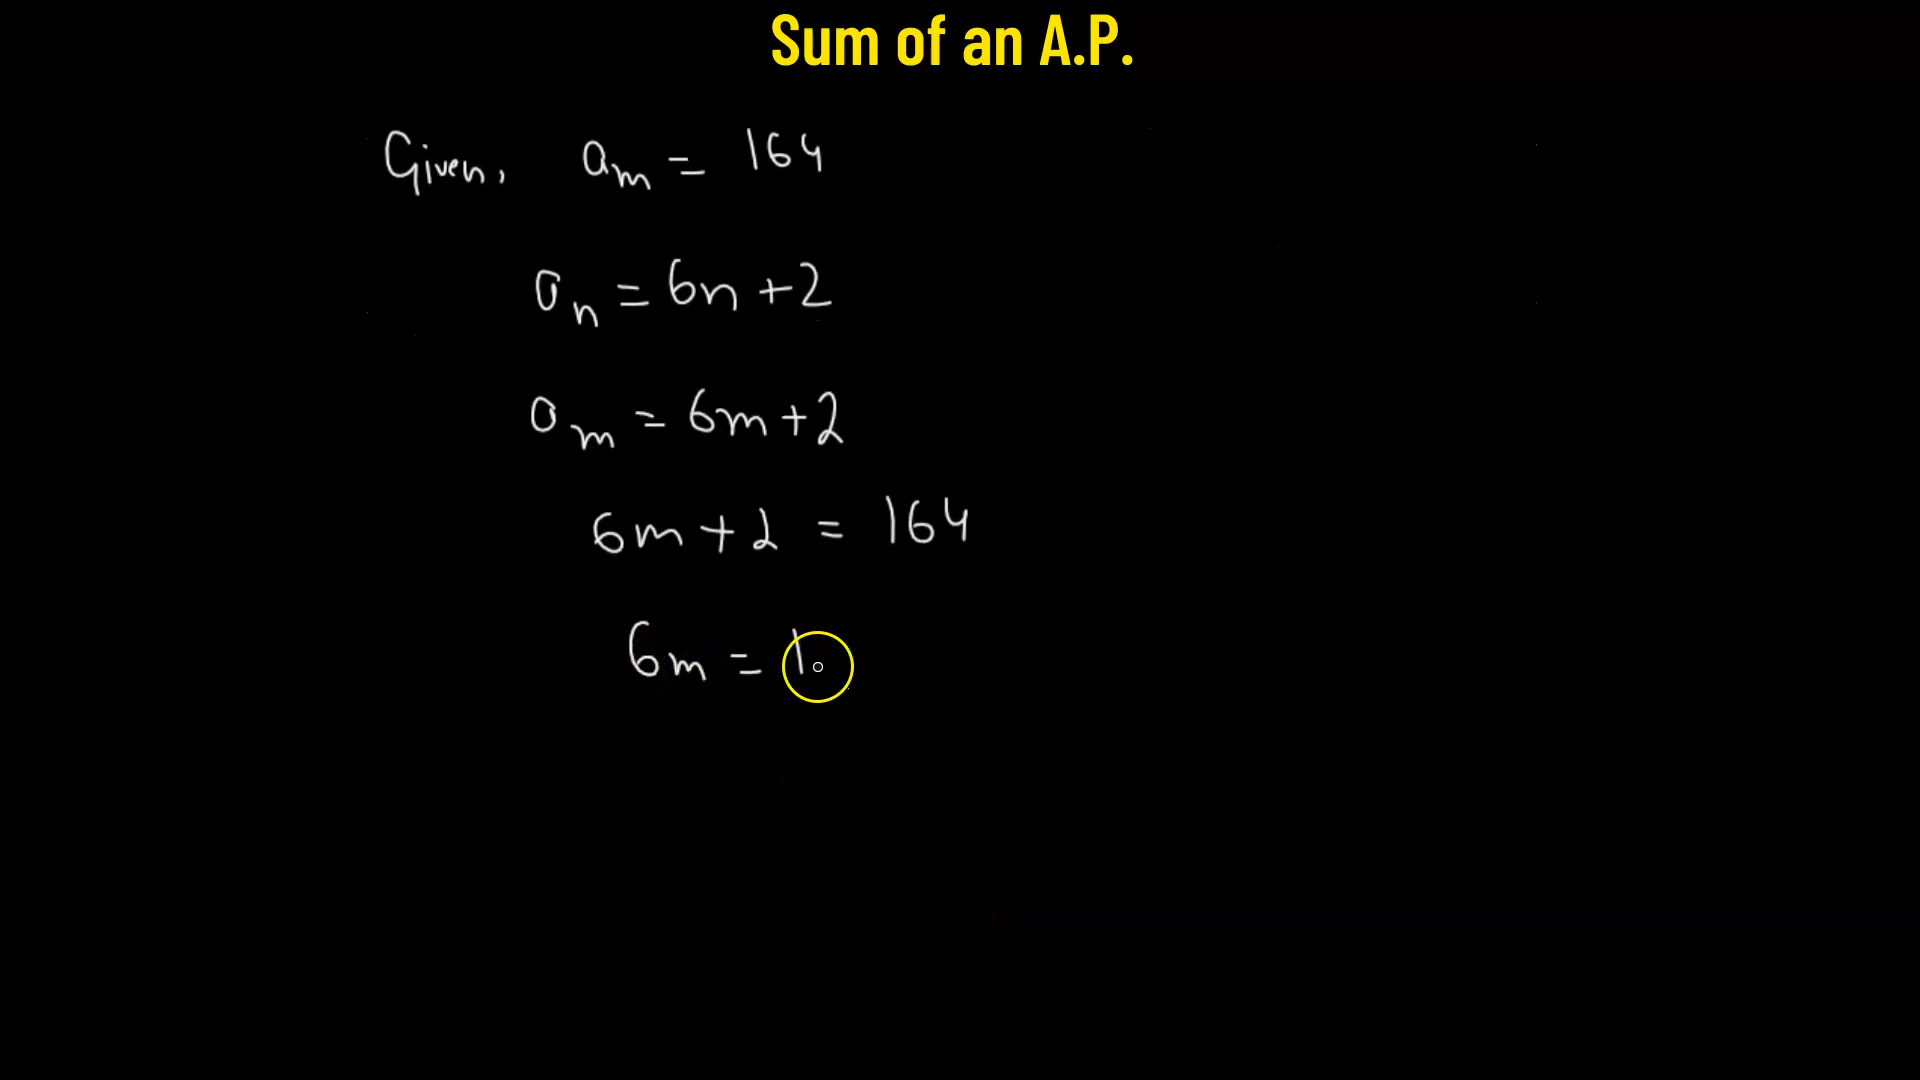 Sum of an A.P.
Given, aₘ = 164
aₙ = 6n + 2
aₘ = 6m + 2
6m + 2 = 164
6m = 1